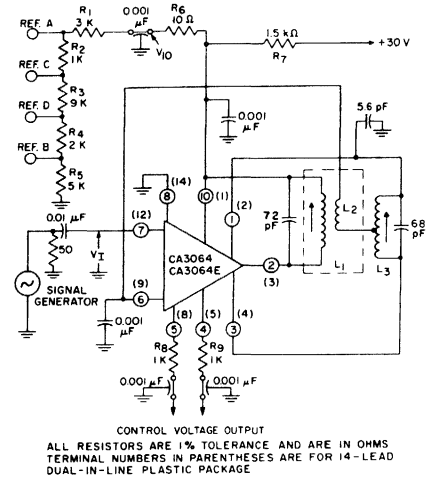 REF. A
R1
3 K
0.001
μF
R6
10 Ω
1.5 kΩ
R7
+30 V
V10
R2
1K
REF. C
R3
9 K
REF. D
R4
2 K
REF. B
R5
5 K
0.001
μF
5.6 pF
(14)
8
10
(1)
(2)
1
72
pF
L1
L2
L3
68
pF
0.01 μF
(12)
7
50
VI
CA3064
CA3064E
2
(3)
SIGNAL
GENERATOR
(9)
6
0.001
μF
(8)
5
(5)
4
(4)
3
R8
1 K
R9
1 K
0.001 μF
0.001 μF
CONTROL VOLTAGE OUTPUT
ALL RESISTORS ARE 1% TOLERANCE AND ARE IN OHMS
TERMINAL NUMBERS IN PARENTHESES ARE FOR 14-LEAD
DUAL-IN-LINE PLASTIC PACKAGE